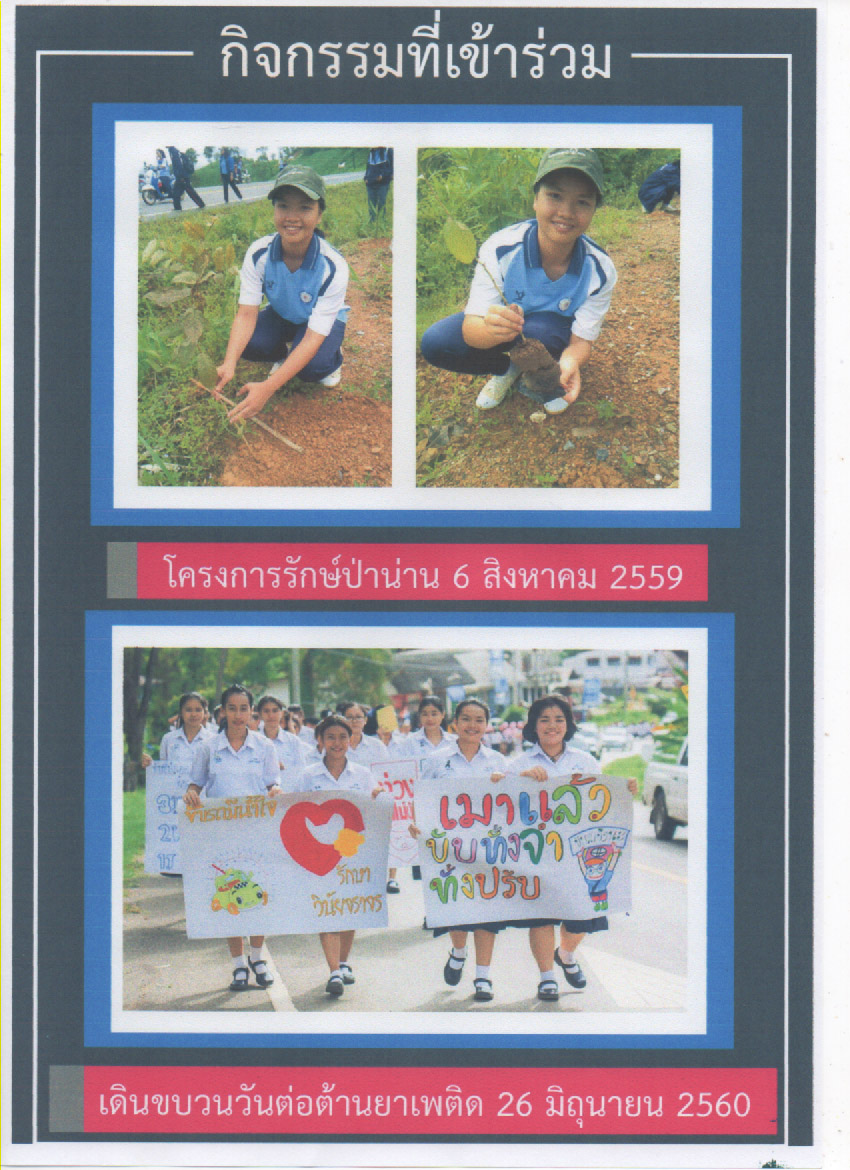 กิจกรรมที่เข้าร่วม
โครงการรักษ์ป่าน่าน 6 สิงหาคม 2559
รักษา
วินัยจราจร
เมาแล้ว
ขับทั้งจำ
ทั้งปรับ
เดินขบวนวันต่อต้านยาเพติด 26 มิถุนายน 2560